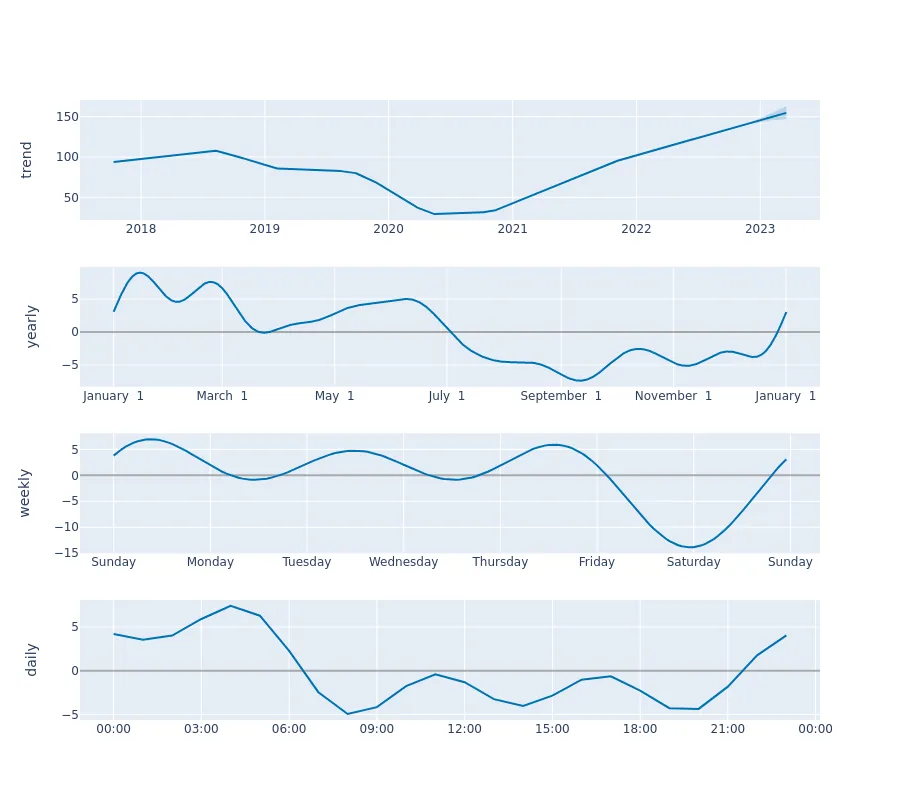 trend
150
100
50
2018 2019 2020 2021 2022 2023
yearly
5
0
−5
January 1 March 1 May 1 July 1 September 1 November 1 January 1
weekly
5
0
−5
−10
−15
Sunday Monday Tuesday Wednesday Thursday Friday Saturday Sunday
daily
5
0
−5
00:00 03:00 06:00 09:00 12:00 15:00 18:00 21:00 00:00